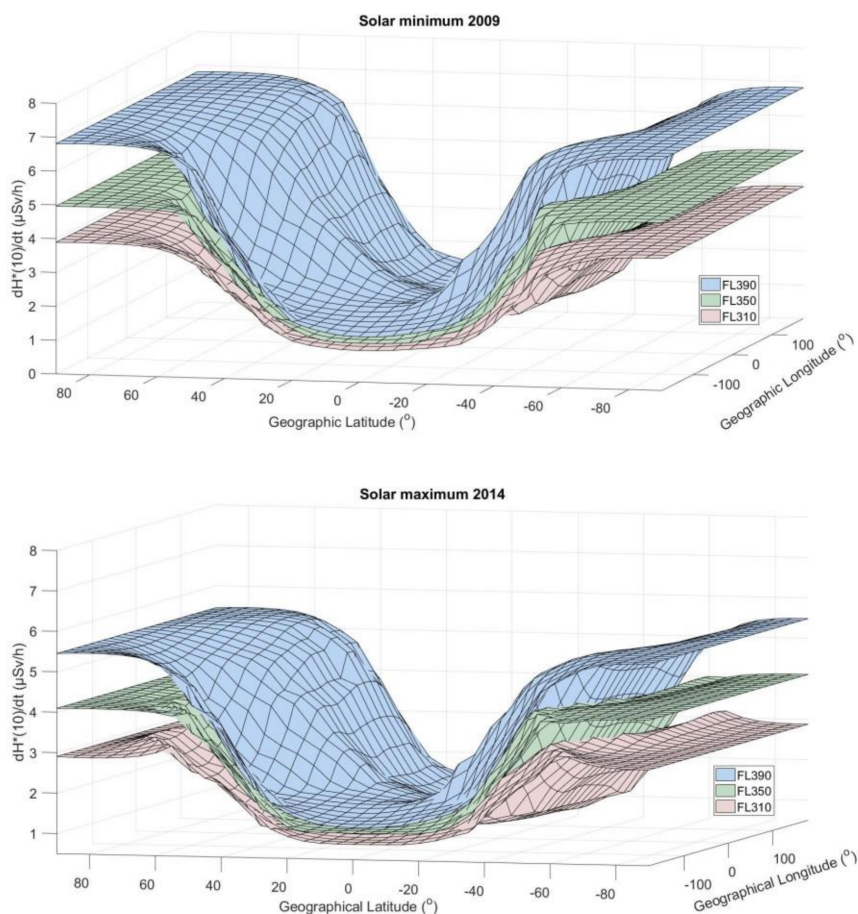 Solar minimum 2009
8
7
6
5
4
3
2
1
0
dH*(10)/dt (µSv/h)
80
60
40
20
0
-20
-40
-60
-80
Geographic Latitude (°)
-100
0
100
Geographic Longitude (°)
FL390
FL350
FL310
Solar maximum 2014
8
7
6
5
4
3
2
1
dH*(10)/dt (µSv/h)
80
60
40
20
0
-20
-40
-60
-80
Geographical Latitude (°)
-100
0
100
Geographical Longitude (°)
FL390
FL350
FL310